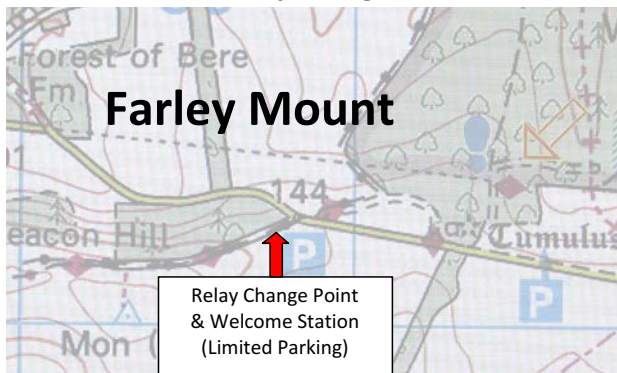 Forest of Bere
Fm
Farley Mount
144
eacon Hill
Tumulus
P
P
Relay Change Point
& Welcome Station
(Limited Parking)
Mon (